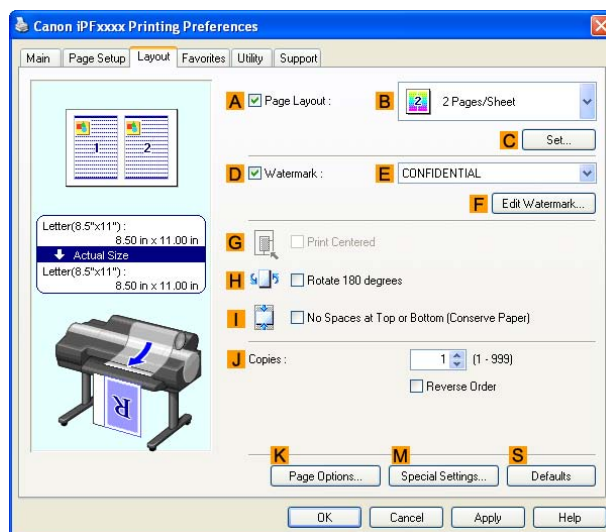 Canon iPFxxxx Printing Preferences
Main Page Setup Layout Favorites Utility Support
1 2
Letter(8.5"x11") :
8.50 in x 11.00 in
Actual Size
Letter(8.5"x11") :
8.50 in x 11.00 in
R
A Page Layout : B 2 2 Pages/Sheet
C Set...
D Watermark : E CONFIDENTIAL
F Edit Watermark...
G Print Centered
H Rotate 180 degrees
I No Spaces at Top or Bottom (Conserve Paper)
J Copies : 1 (1 - 999)
Reverse Order
K M S
Page Options... Special Settings... Defaults
OK Cancel Apply Help